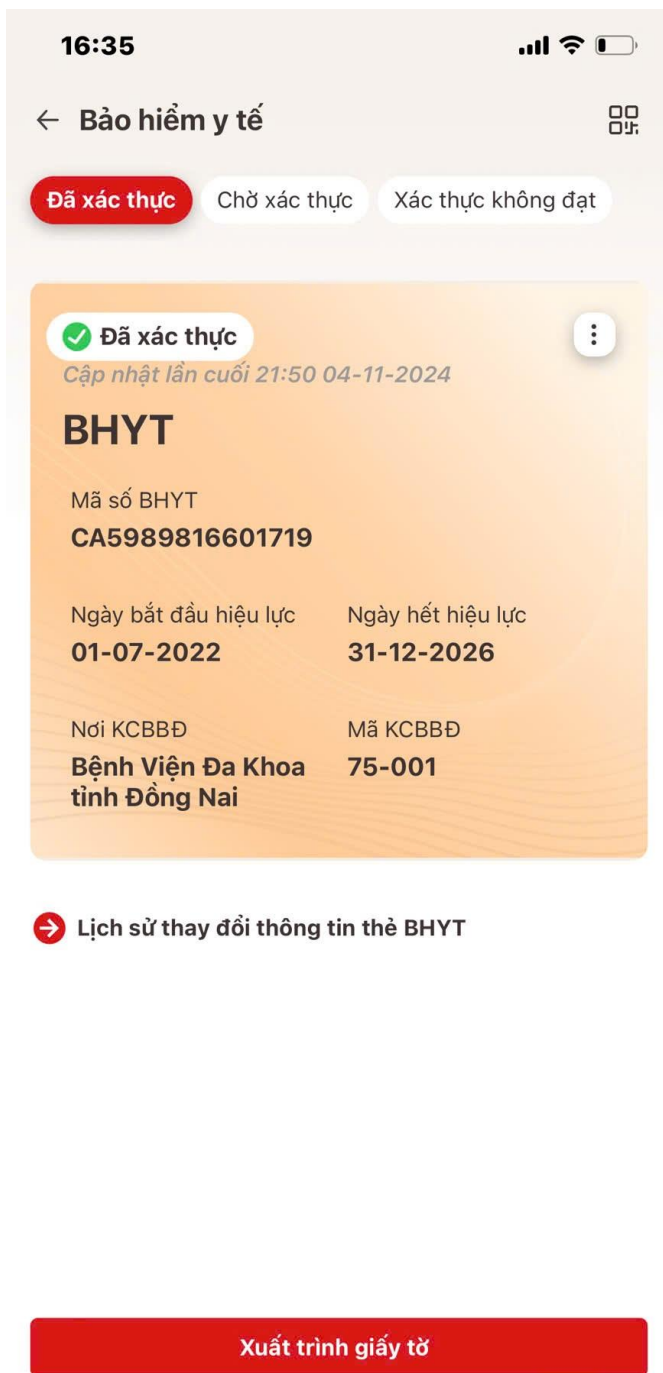 16:35
Bảo hiểm y tế
Đã xác thực Chờ xác thực Xác thực không đạt
Đã xác thực
Cập nhật lần cuối 21:50 04-11-2024
BHYT
Mã số BHYT
CA5989816601719
Ngày bắt đầu hiệu lực Ngày hết hiệu lực
01-07-2022 31-12-2026
Nơi KCBBĐ Mã KCBBĐ
Bệnh Viện Đa Khoa 75-001
tỉnh Đồng Nai
Lịch sử thay đổi thông tin thẻ BHYT
Xuất trình giấy tờ